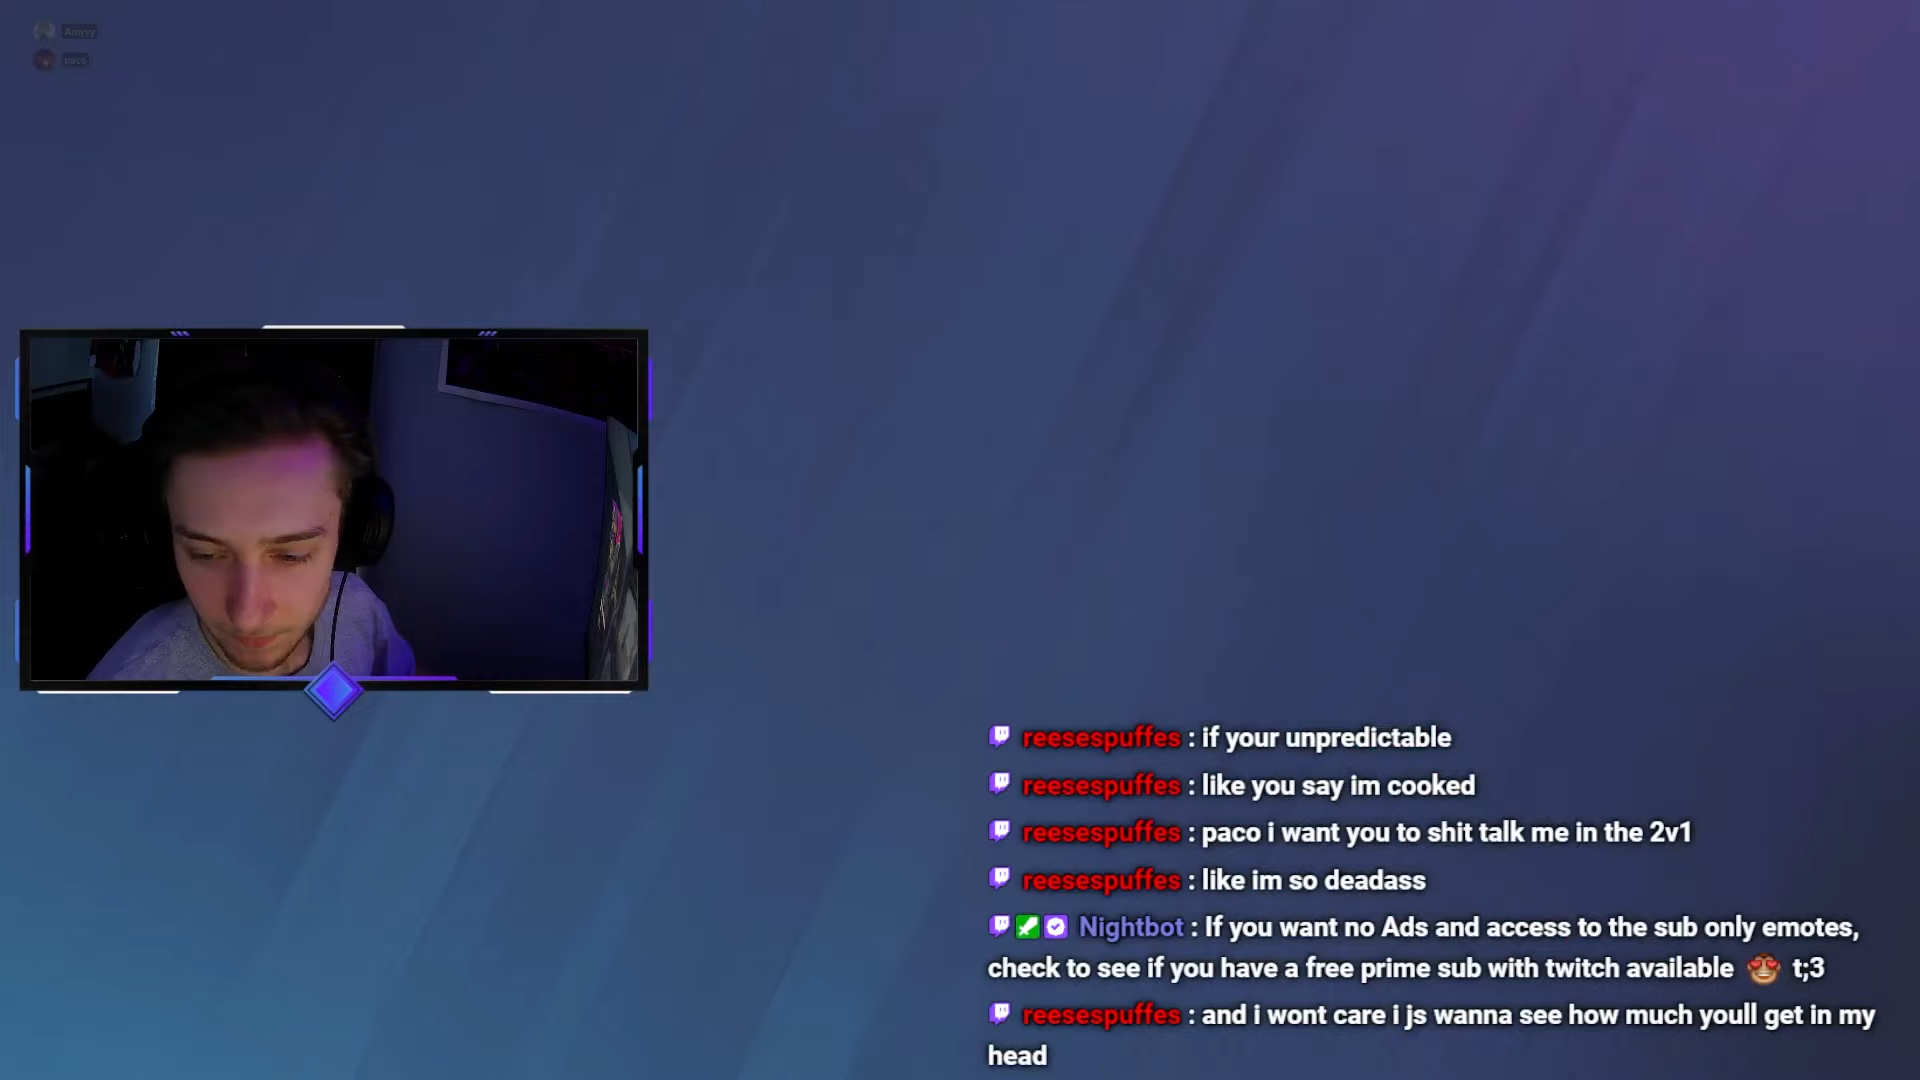 Amyyy
paco
reesespuffes : if your unpredictable
reesespuffes : like you say im cooked
reesespuffes : paco i want you to shit talk me in the 2v1
reesespuffes : like im so deadass
Nightbot : If you want no Ads and access to the sub only emotes,
check to see if you have a free prime sub with twitch available t;3
reesespuffes : and i wont care i js wanna see how much youll get in my
head